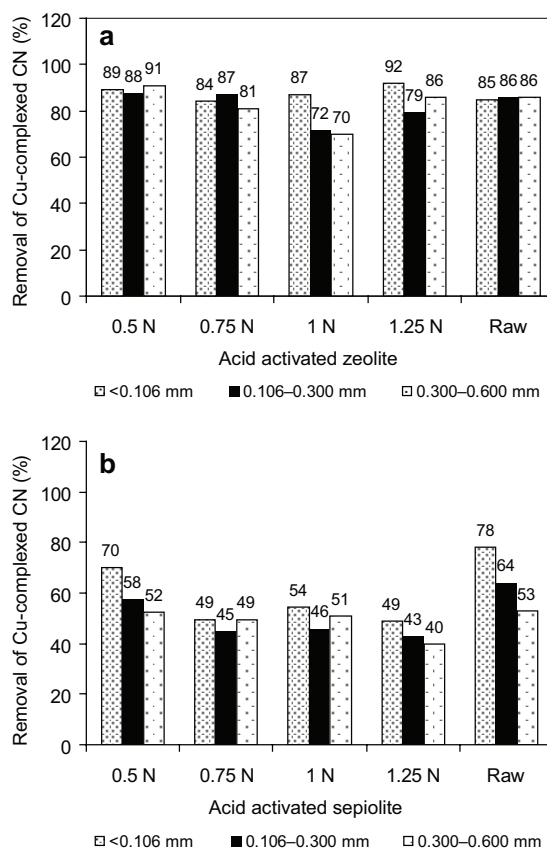 a
Removal of Cu-complexed CN (%)
120
100
80
60
40
20
0
89 88 91 84 87 81 87 72 70 92 79 86 85 86 86
0.5 N 0.75 N 1 N 1.25 N Raw
Acid activated zeolite
<0.106 mm 0.106–0.300 mm 0.300–0.600 mm
b
Removal of Cu-complexed CN (%)
120
100
80
60
40
20
0
70 58 52 49 45 49 54 46 51 49 43 40 78 64 53
0.5 N 0.75 N 1 N 1.25 N Raw
Acid activated sepiolite
<0.106 mm 0.106–0.300 mm 0.300–0.600 mm